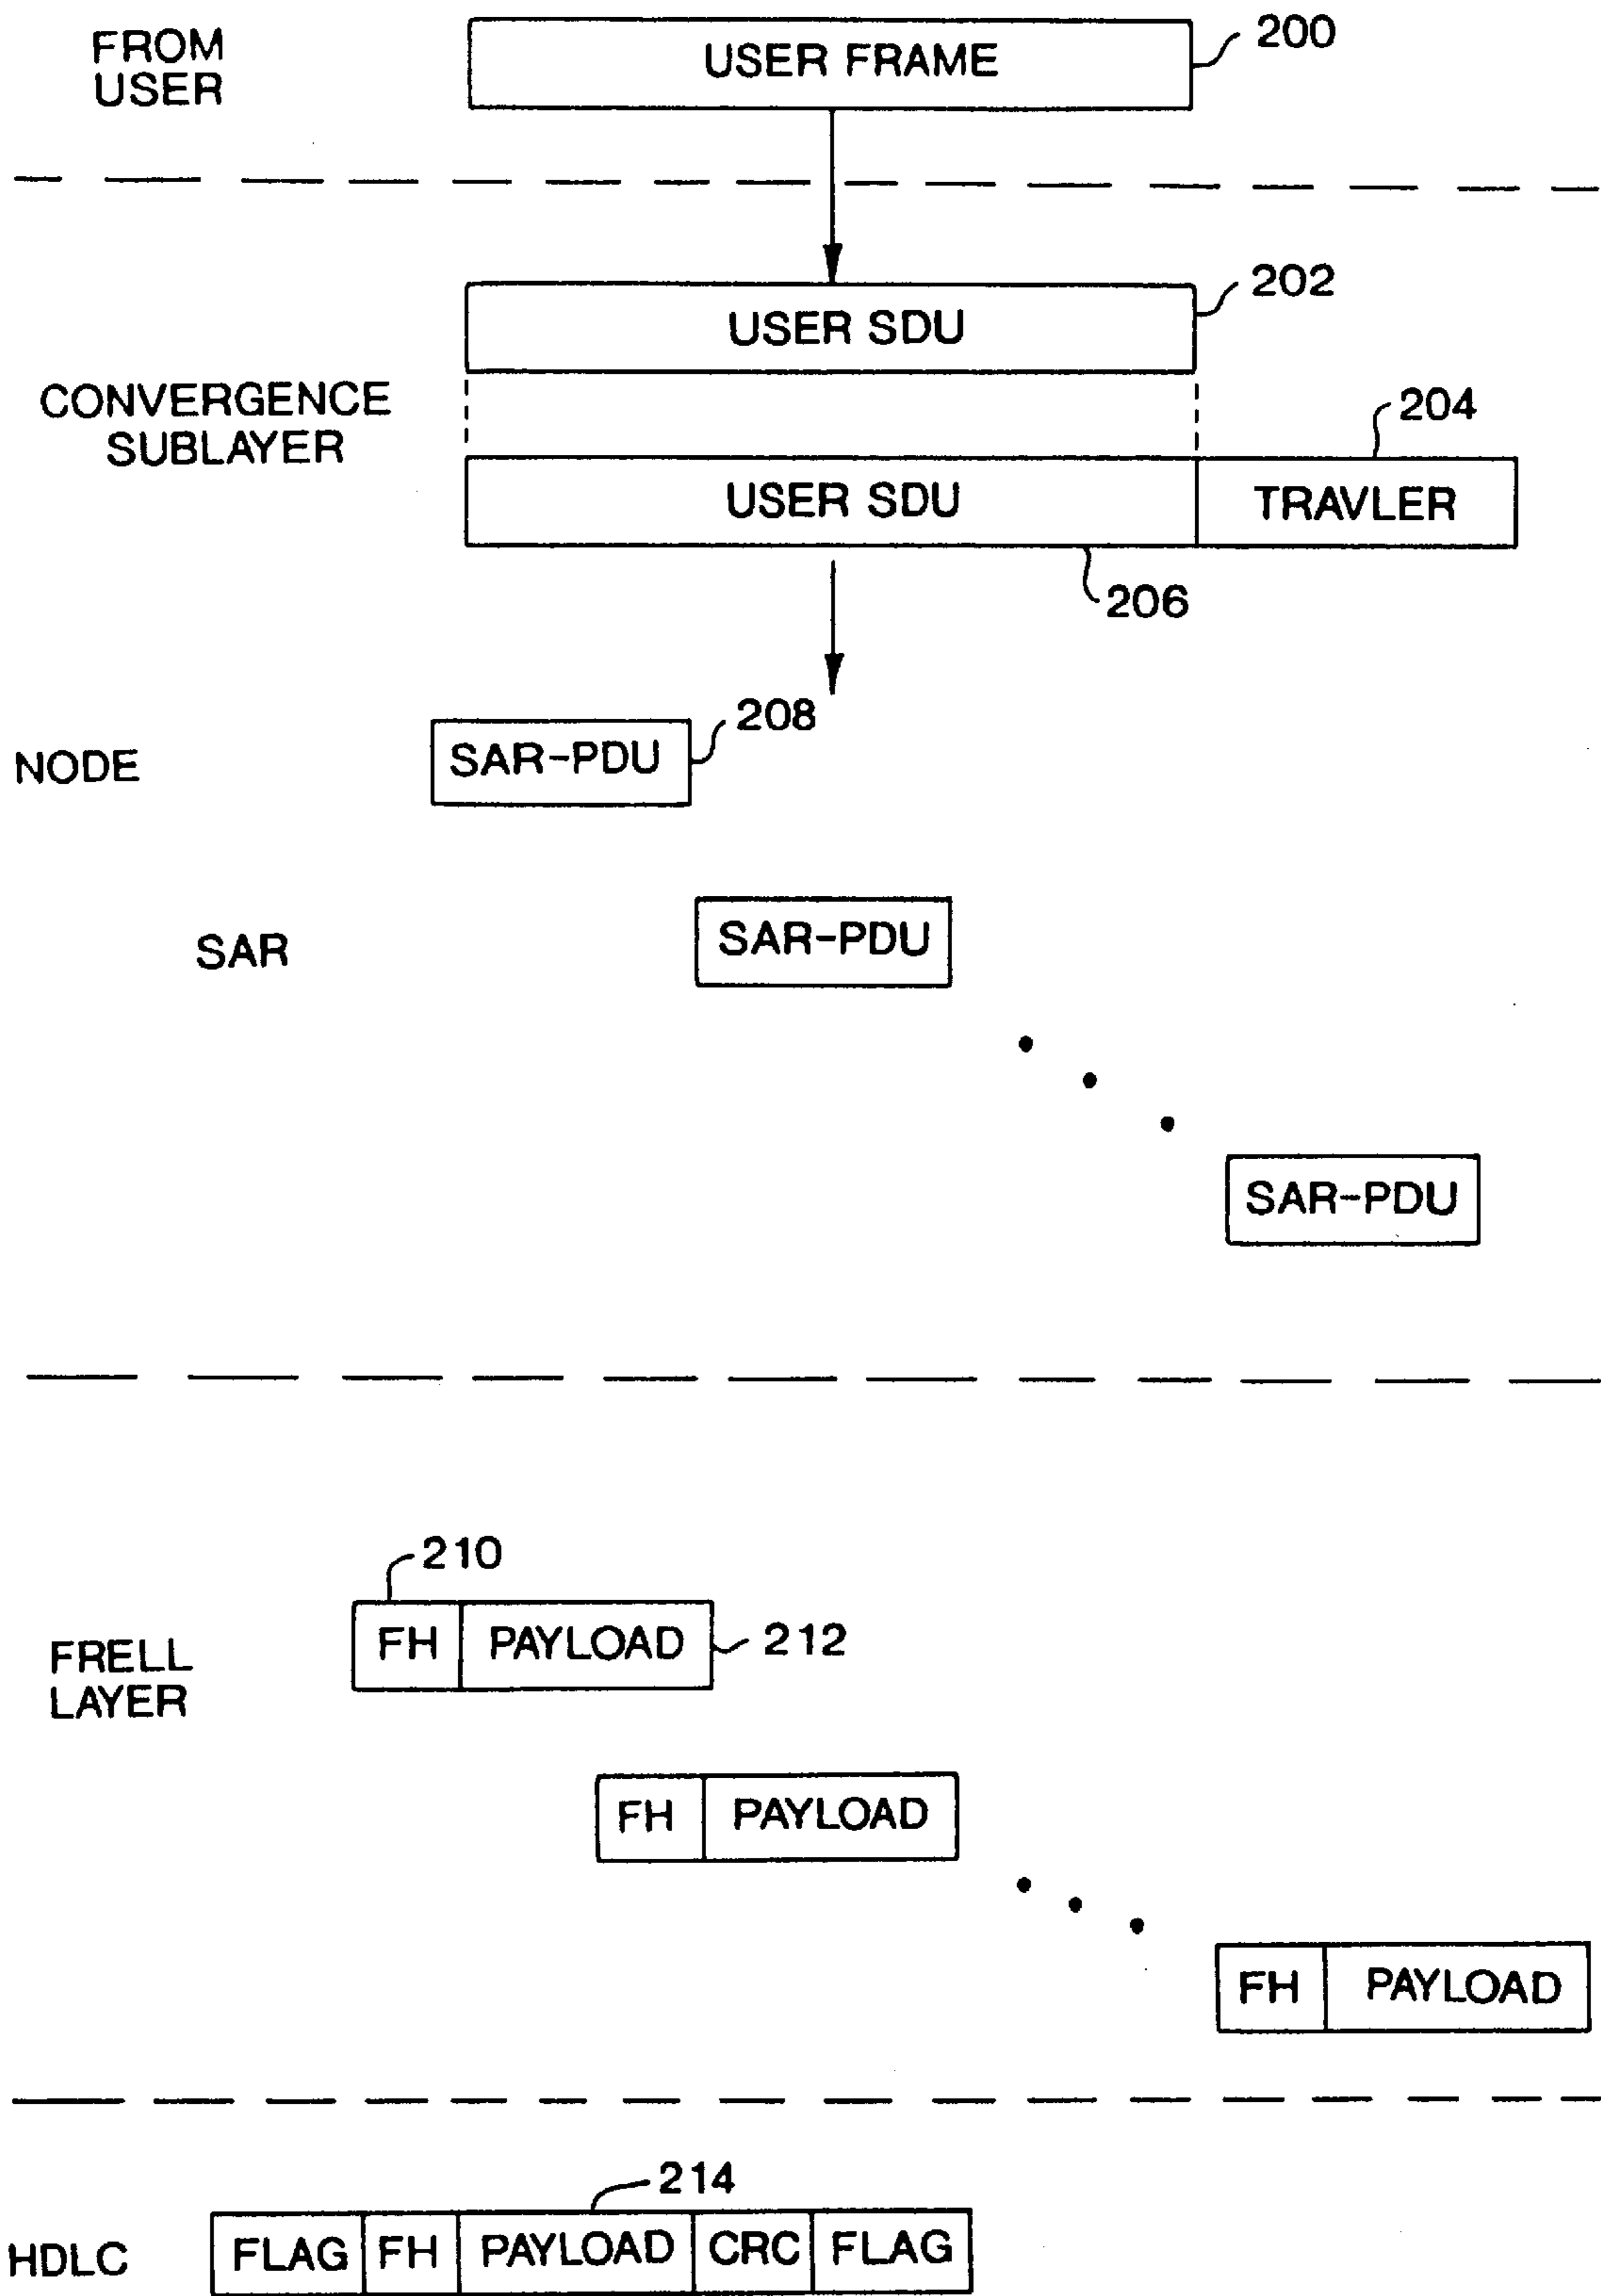 FROM
USER
USER FRAME
200
USER SDU
202
CONVERGENCE
SUBLAYER
204
USER SDU
TRAVLER
206
NODE
SAR-PDU
208
SAR
SAR-PDU
SAR-PDU
210
FRELL
LAYER
FH
PAYLOAD
212
FH
PAYLOAD
FH
PAYLOAD
214
HDLC
FLAG
FH
PAYLOAD
CRC
FLAG